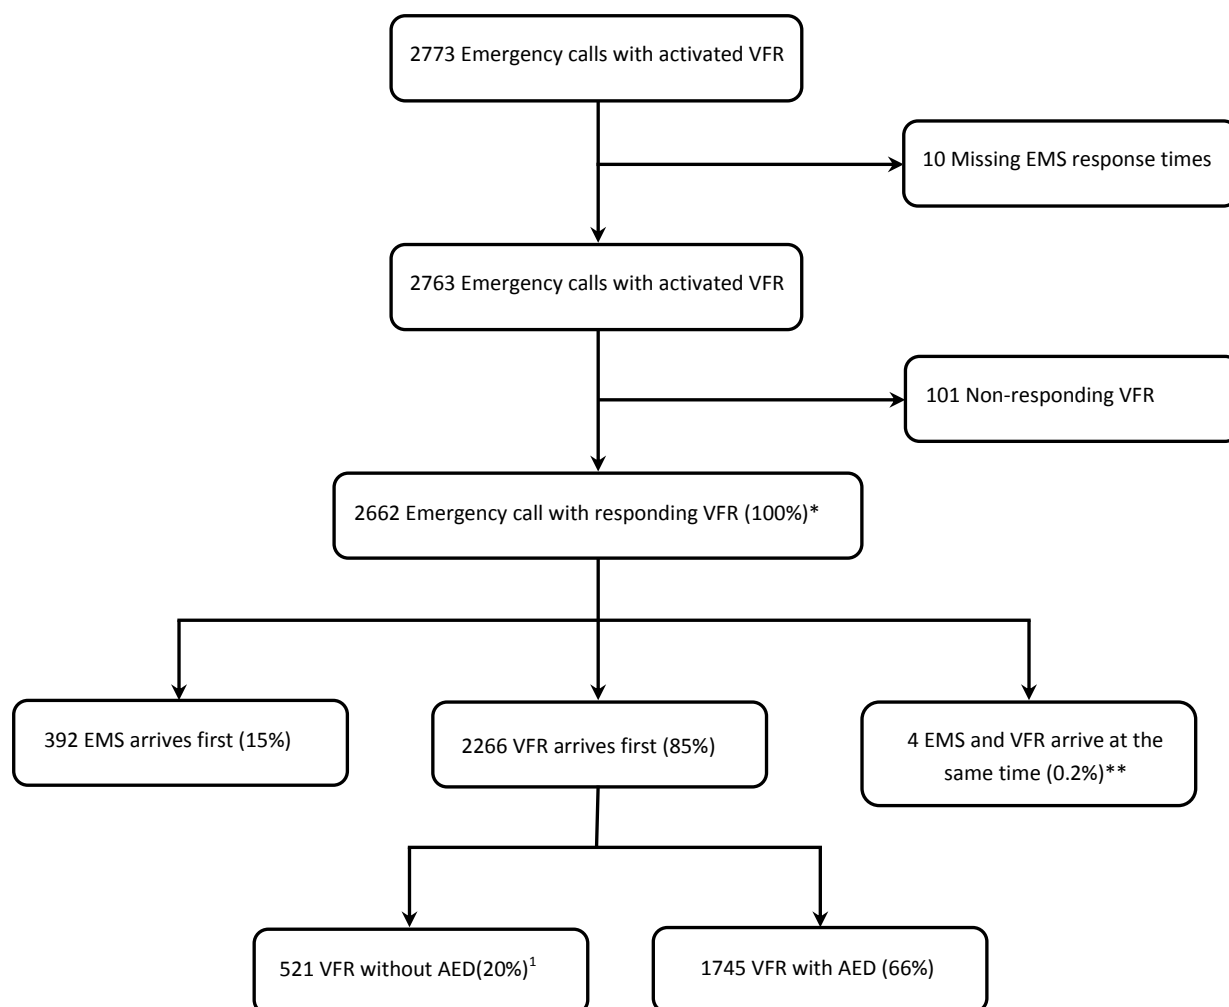 2773 Emergency calls with activated VFR
10 Missing EMS response times
2763 Emergency calls with activated VFR
101 Non-responding VFR
2662 Emergency call with responding VFR (100%)*
392 EMS arrives first (15%)
2266 VFR arrives first (85%)
4 EMS and VFR arrive at the
same time (0.2%)**
521 VFR without AED(20%)¹
1745 VFR with AED (66%)